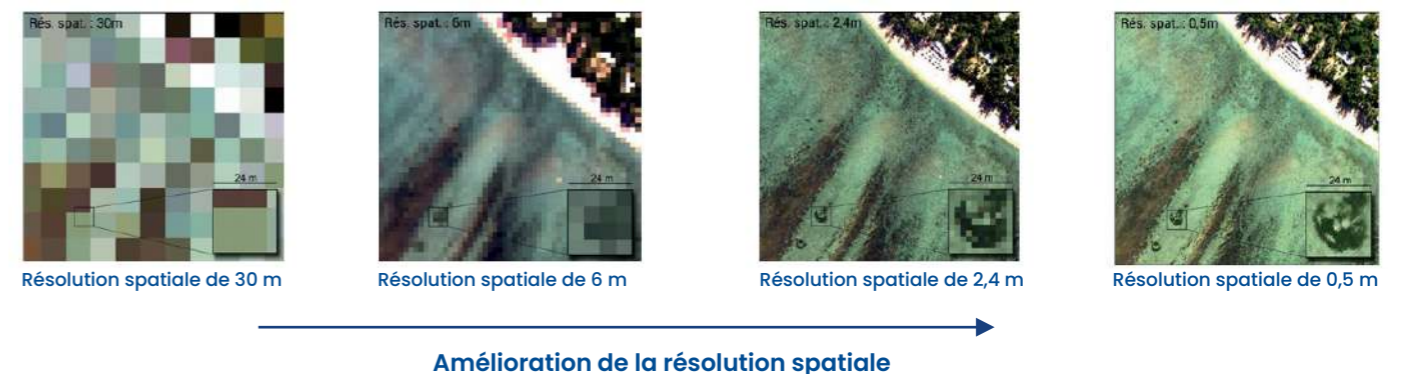 Rés. spat. : 30m
Rés. spat. : 6m
Rés. spat. : 2,4m
Rés. spat. : 0,5m
24 m
24 m
24 m
24 m
Résolution spatiale de 30 m
Résolution spatiale de 6 m
Résolution spatiale de 2,4 m
Résolution spatiale de 0,5 m
Amélioration de la résolution spatiale